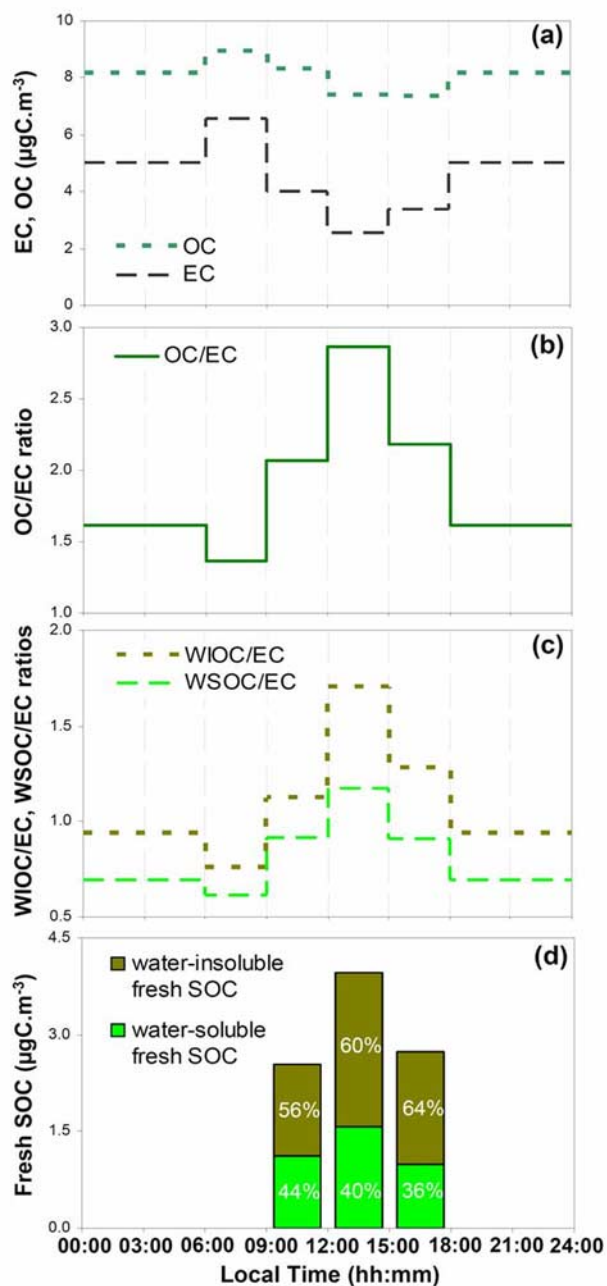 (a)
EC, OC (µgC.m⁻³)
10
8
6
4
2
0
OC
EC
(b)
OC/EC ratio
3.0
2.5
2.0
1.5
1.0
OC/EC
(c)
WIOC/EC, WSOC/EC ratios
2.0
1.5
1.0
0.5
WIOC/EC
WSOC/EC
(d)
Fresh SOC (µgC.m⁻³)
4.5
3.0
1.5
0.0
water-insoluble
fresh SOC
water-soluble
fresh SOC
56%
60%
64%
44%
40%
36%
00:00 03:00 06:00 09:00 12:00 15:00 18:00 21:00 24:00
Local Time (hh:mm)